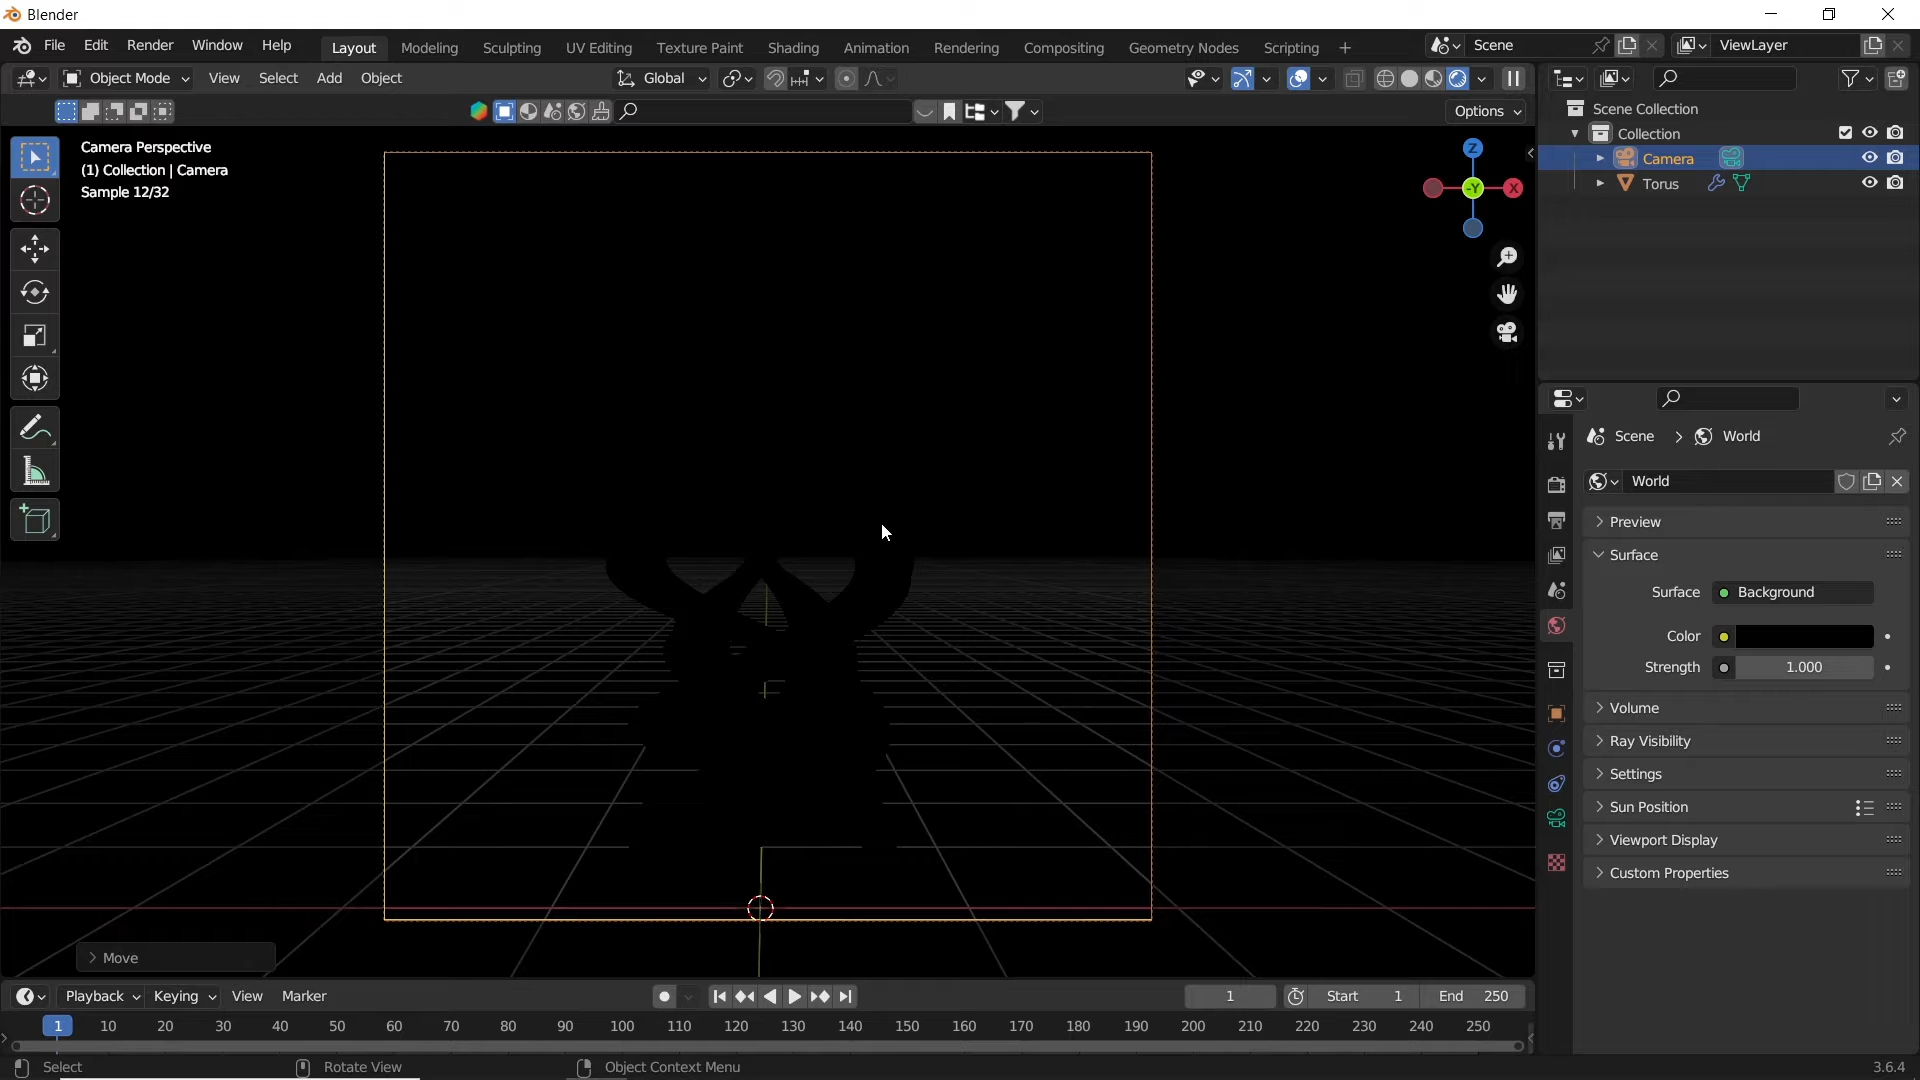 Blender
File Edit Render Window Help Layout Modeling Sculpting UV Editing Texture Paint Shading Animation Rendering Compositing Geometry Nodes Scripting + Scene ViewLayer
Object Mode View Select Add Object Global
Options
Camera Perspective
(1) Collection | Camera
Sample 12/32
Z
-Y X
Scene Collection
Collection
Camera
Torus
Scene > World
World
Preview
Surface
Surface Background
Color
Strength 1.000
Volume
Ray Visibility
Settings
Sun Position
Viewport Display
Custom Properties
> Move
Playback Keying View Marker 1 Start 1 End 250
1 10 20 30 40 50 60 70 80 90 100 110 120 130 140 150 160 170 180 190 200 210 220 230 240 250
Select Rotate View Object Context Menu 3.6.4